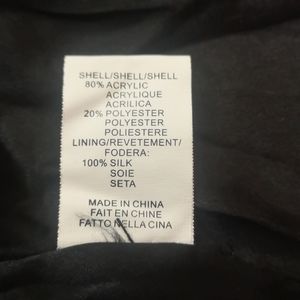 SHELL/SHELL/SHELL
80% ACRYLIC
ACRYLIQUE
ACRILICA
20% POLYESTER
POLYESTER
POLIESTERE
LINING/REVETEMENT/
FODERA:
100% SILK
SOIE
SETA
MADE IN CHINA
FAIT EN CHINE
FATTO NELLA CINA